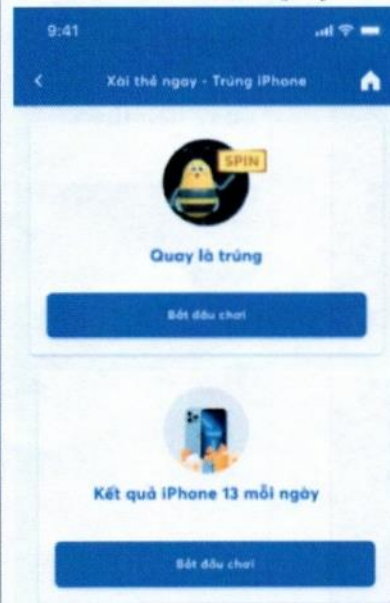 9:41
Xài thẻ ngay - Trúng iPhone
SPIN
Quay là trúng
Bắt đầu chơi
Kết quả iPhone 13 mỗi ngày
Bắt đầu chơi